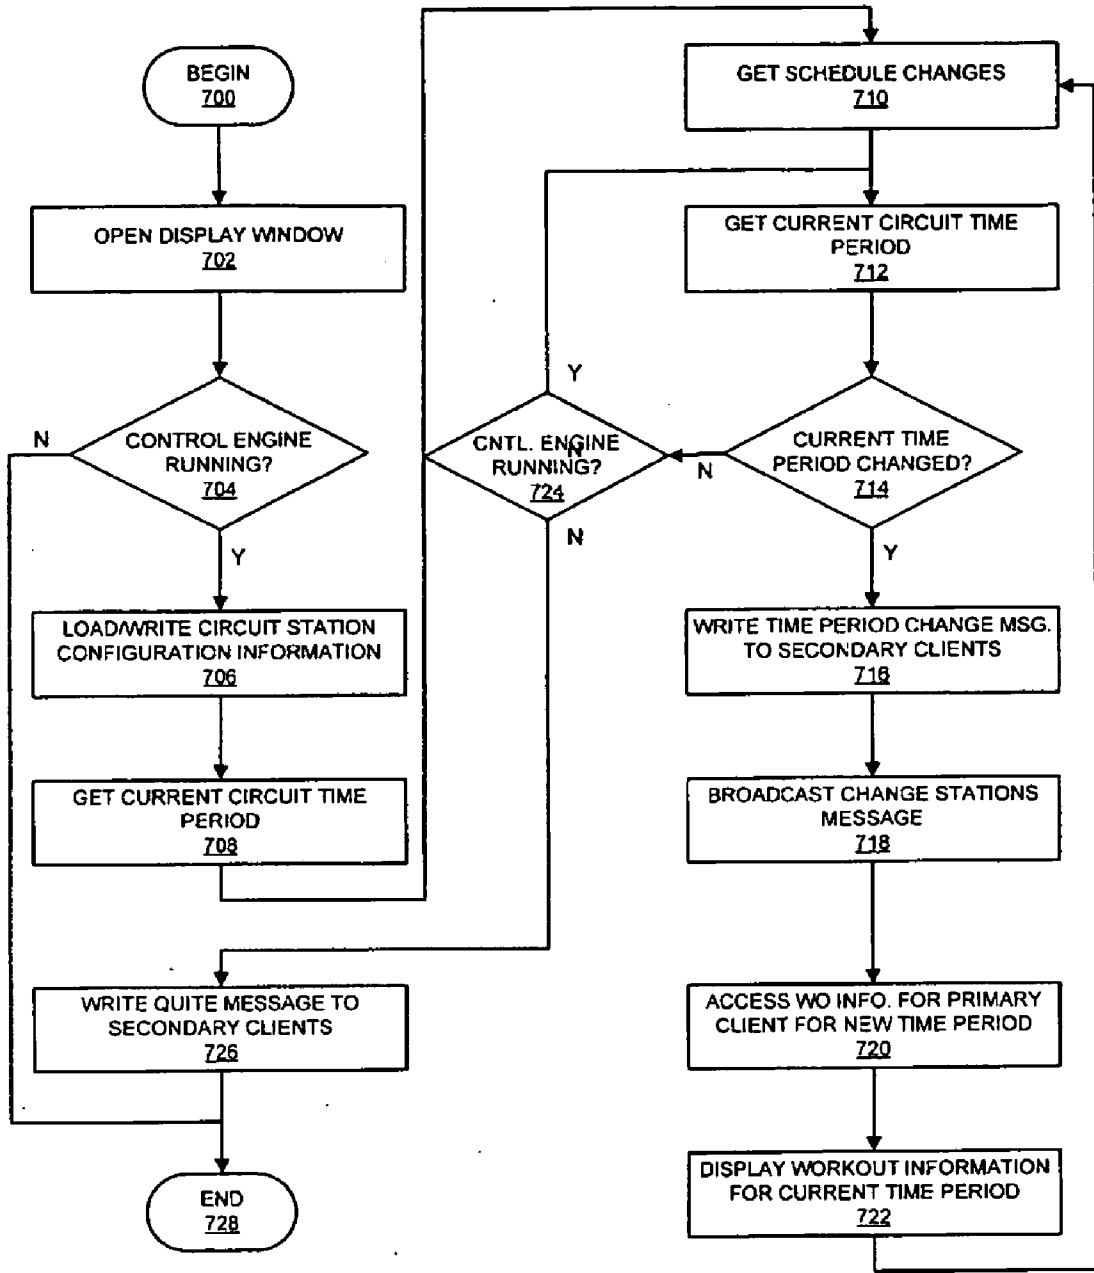 BEGIN
700
OPEN DISPLAY WINDOW
702
N
CONTROL ENGINE
RUNNING?
704
Y
LOAD/WRITE CIRCUIT STATION
CONFIGURATION INFORMATION
706
GET CURRENT CIRCUIT TIME
PERIOD
708
WRITE QUITE MESSAGE TO
SECONDARY CLIENTS
726
END
728
Y
CNTL. ENGINE
N
RUNNING?
724
N
GET SCHEDULE CHANGES
710
GET CURRENT CIRCUIT TIME
PERIOD
712
CURRENT TIME
PERIOD CHANGED?
714
N
Y
WRITE TIME PERIOD CHANGE MSG.
TO SECONDARY CLIENTS
716
BROADCAST CHANGE STATIONS
MESSAGE
718
ACCESS WO INFO. FOR PRIMARY
CLIENT FOR NEW TIME PERIOD
720
DISPLAY WORKOUT INFORMATION
FOR CURRENT TIME PERIOD
722